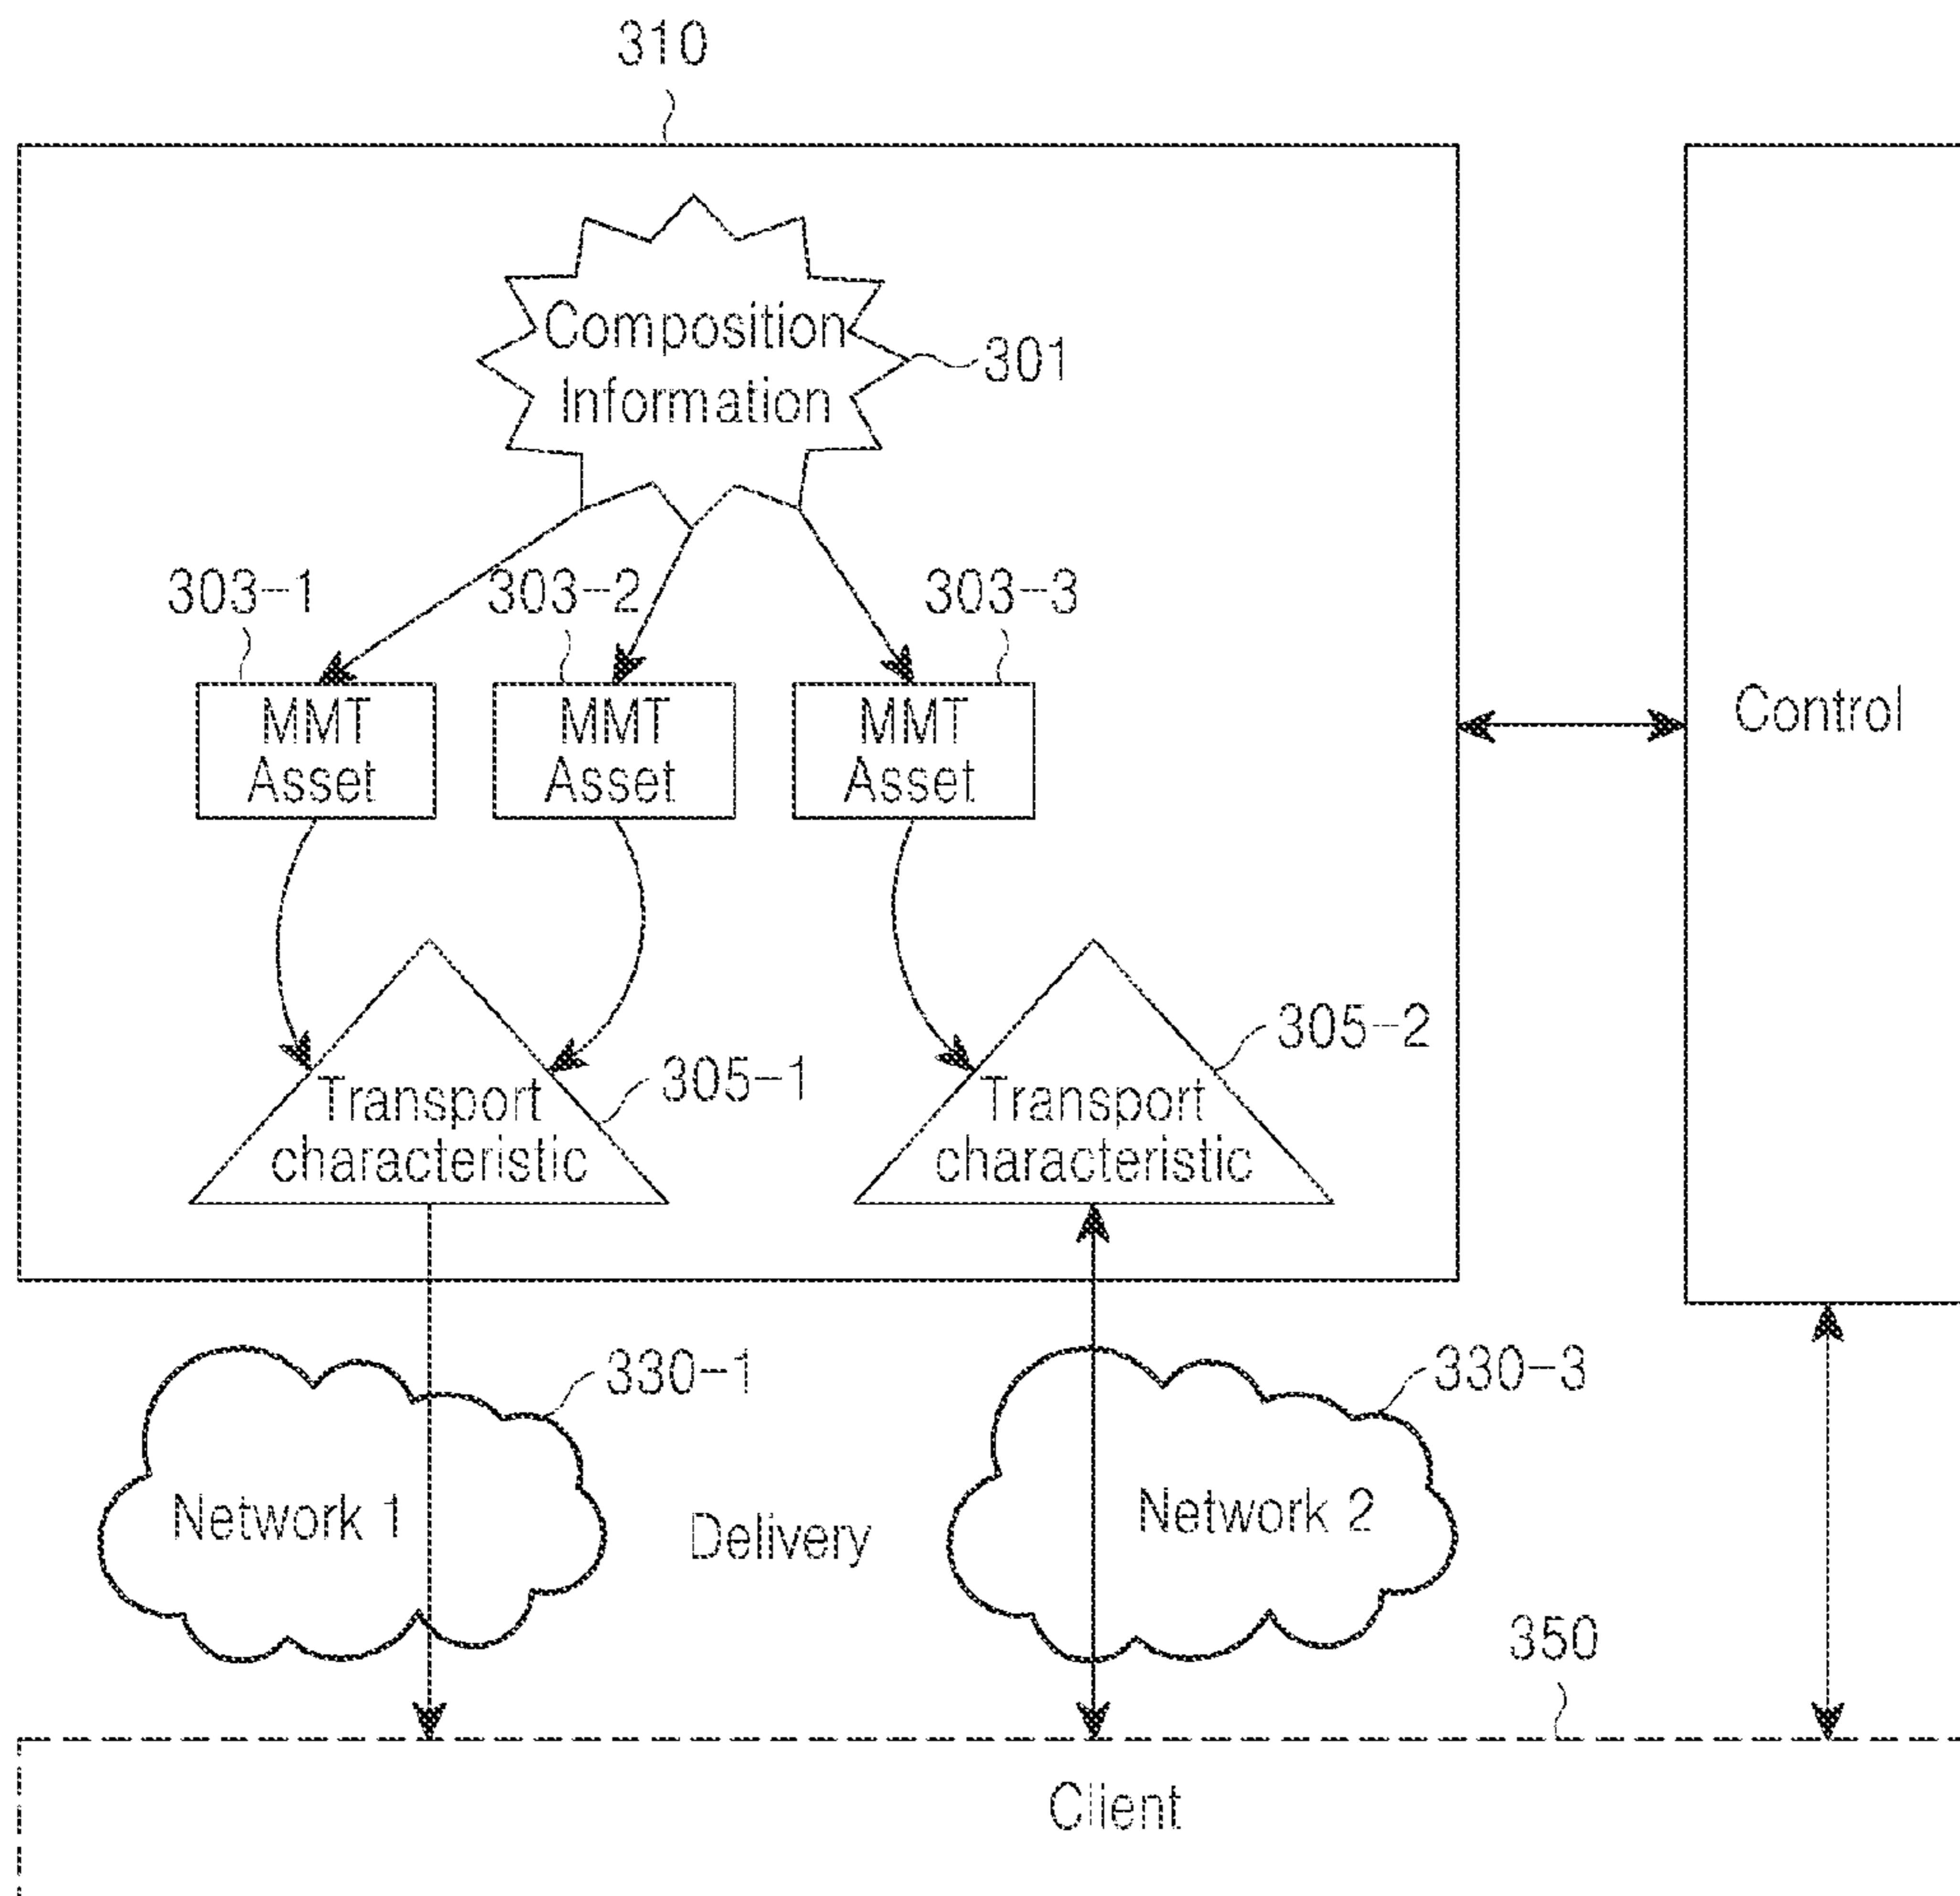 310
Composition
Information
301
303-1
303-2
303-3
MMT
Asset
MMT
Asset
MMT
Asset
Control
305-2
305-1
Transport
characteristic
Transport
characteristic
330-1
330-3
Network 1
Delivery
Network 2
350
Client